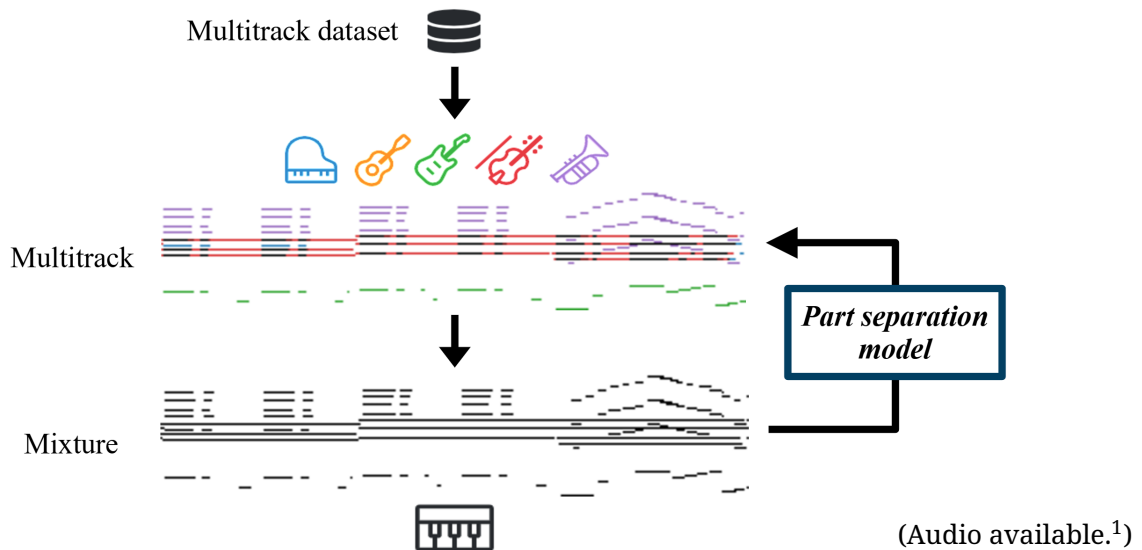 Multitrack dataset
Multitrack
Part separation
model
Mixture
(Audio available.¹)